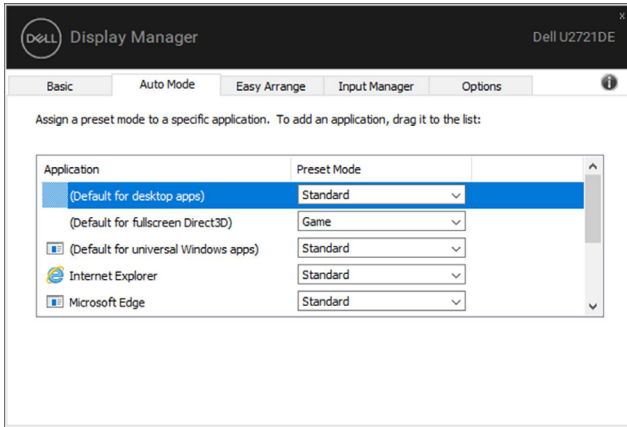 x
DELL Display Manager Dell U2721DE
Basic Auto Mode Easy Arrange Input Manager Options i
Assign a preset mode to a specific application. To add an application, drag it to the list:
Application Preset Mode
(Default for desktop apps) Standard
(Default for fullscreen Direct3D) Game
(Default for universal Windows apps) Standard
Internet Explorer Standard
Microsoft Edge Standard